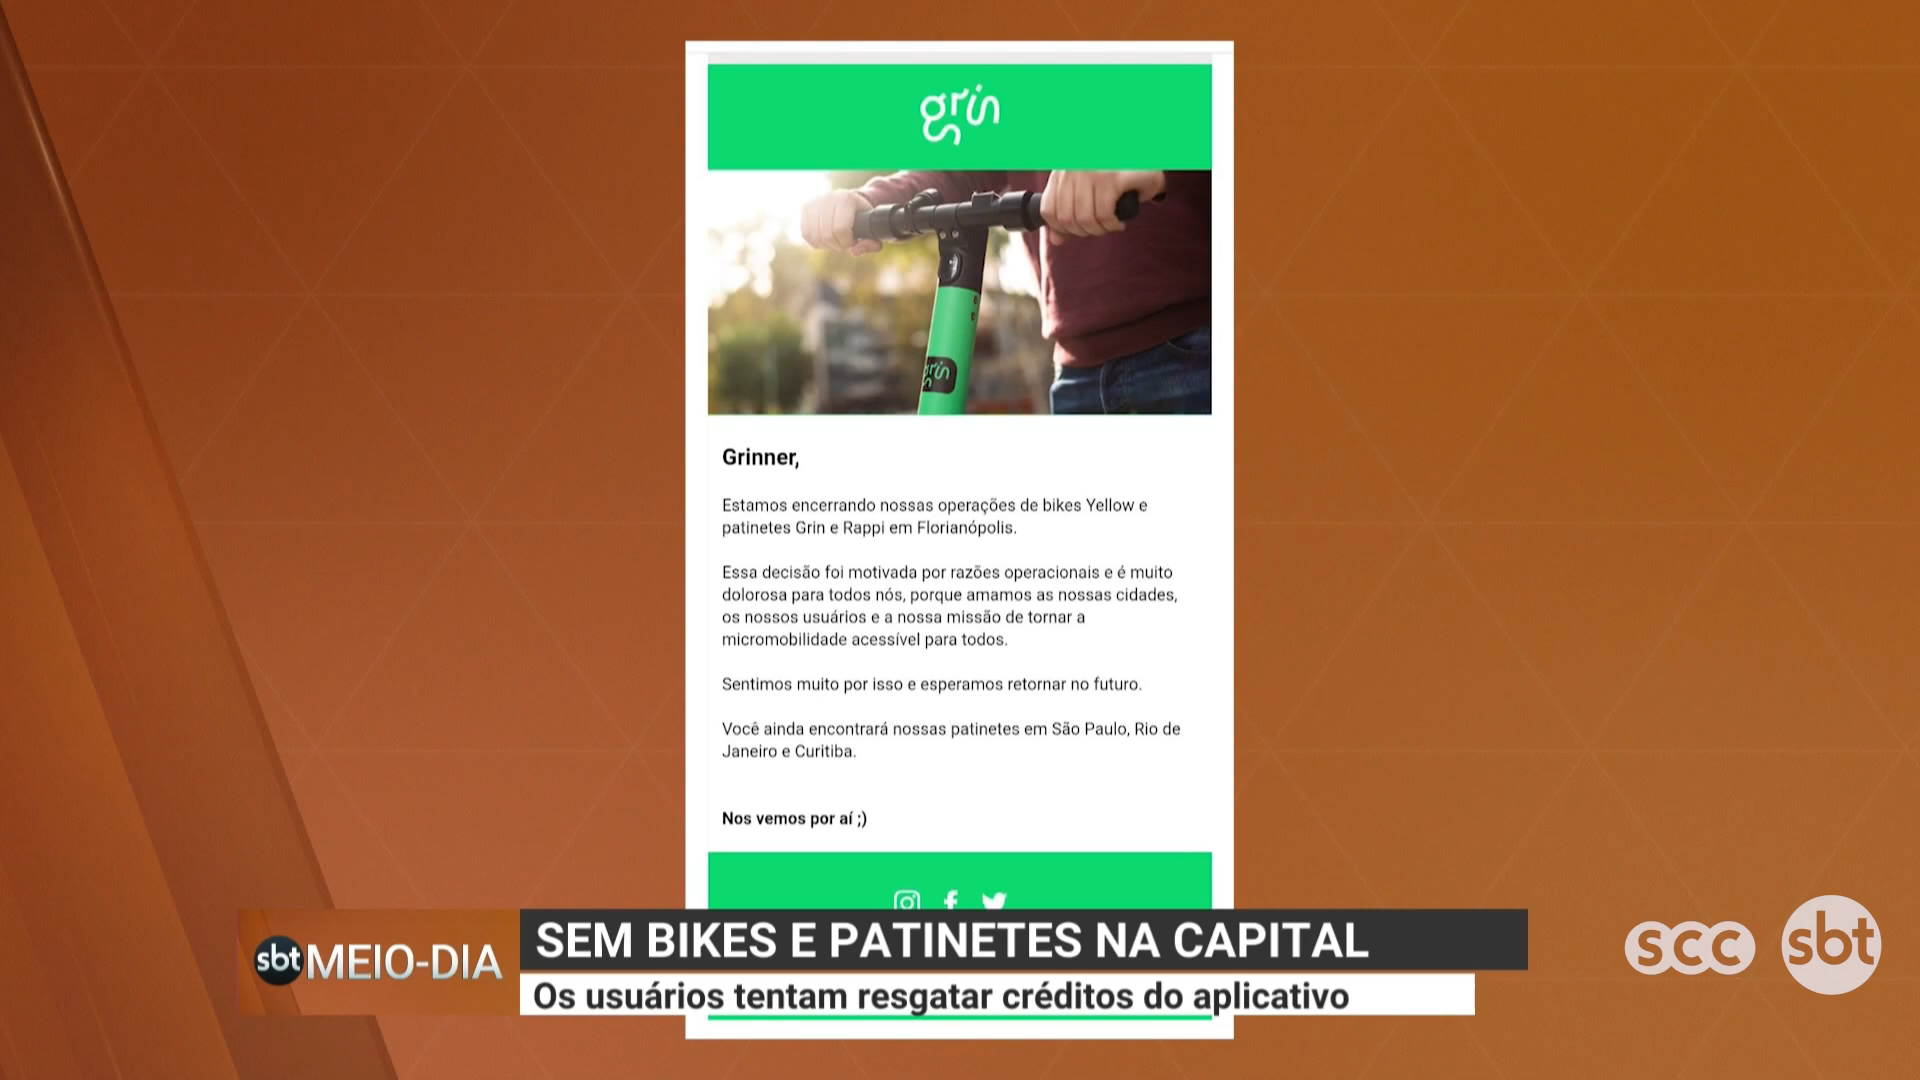 grin
grin
Grinner,
Estamos encerrando nossas operações de bikes Yellow e
patinetes Grin e Rappi em Florianópolis.
Essa decisão foi motivada por razões operacionais e é muito
dolorosa para todos nós, porque amamos as nossas cidades,
os nossos usuários e a nossa missão de tornar a
micromobilidade acessível para todos.
Sentimos muito por isso e esperamos retornar no futuro.
Você ainda encontrará nossas patinetes em São Paulo, Rio de
Janeiro e Curitiba.
Nos vemos por aí ;)
sbt MEIO-DIA
SEM BIKES E PATINETES NA CAPITAL
Os usuários tentam resgatar créditos do aplicativo
scc sbt